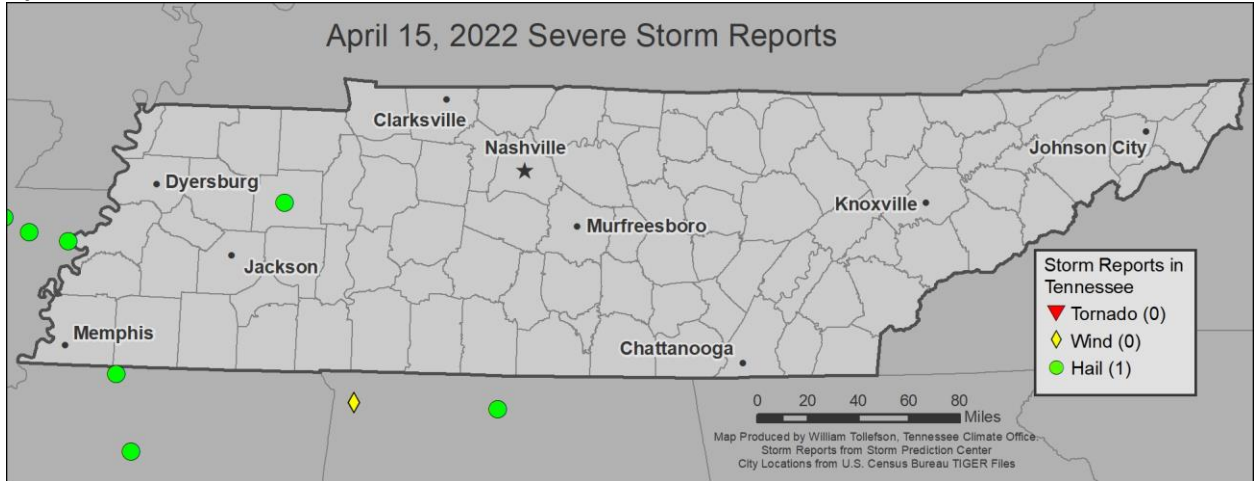 April 15, 2022 Severe Storm Reports
Clarksville
Nashville
Johnson City
Dyersburg
Knoxville
Murfreesboro
Jackson
Memphis
Chattanooga
Storm Reports in
Tennessee
Tornado (0)
Wind (0)
Hail (1)
0 20 40 60 80
Miles
Map Produced by William Tollefson, Tennessee Climate Office.
Storm Reports from Storm Prediction Center
City Locations from U.S. Census Bureau TIGER Files